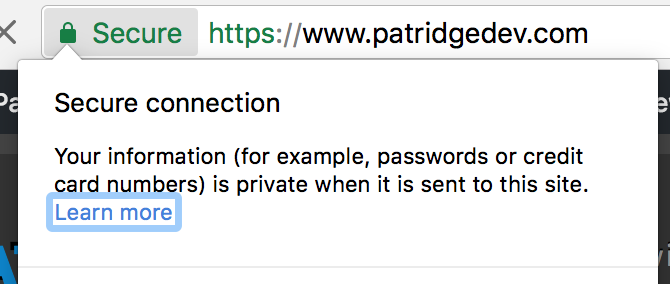 Secure https://www.patridgedev.com
Secure connection
Your information (for example, passwords or credit
card numbers) is private when it is sent to this site.
Learn more